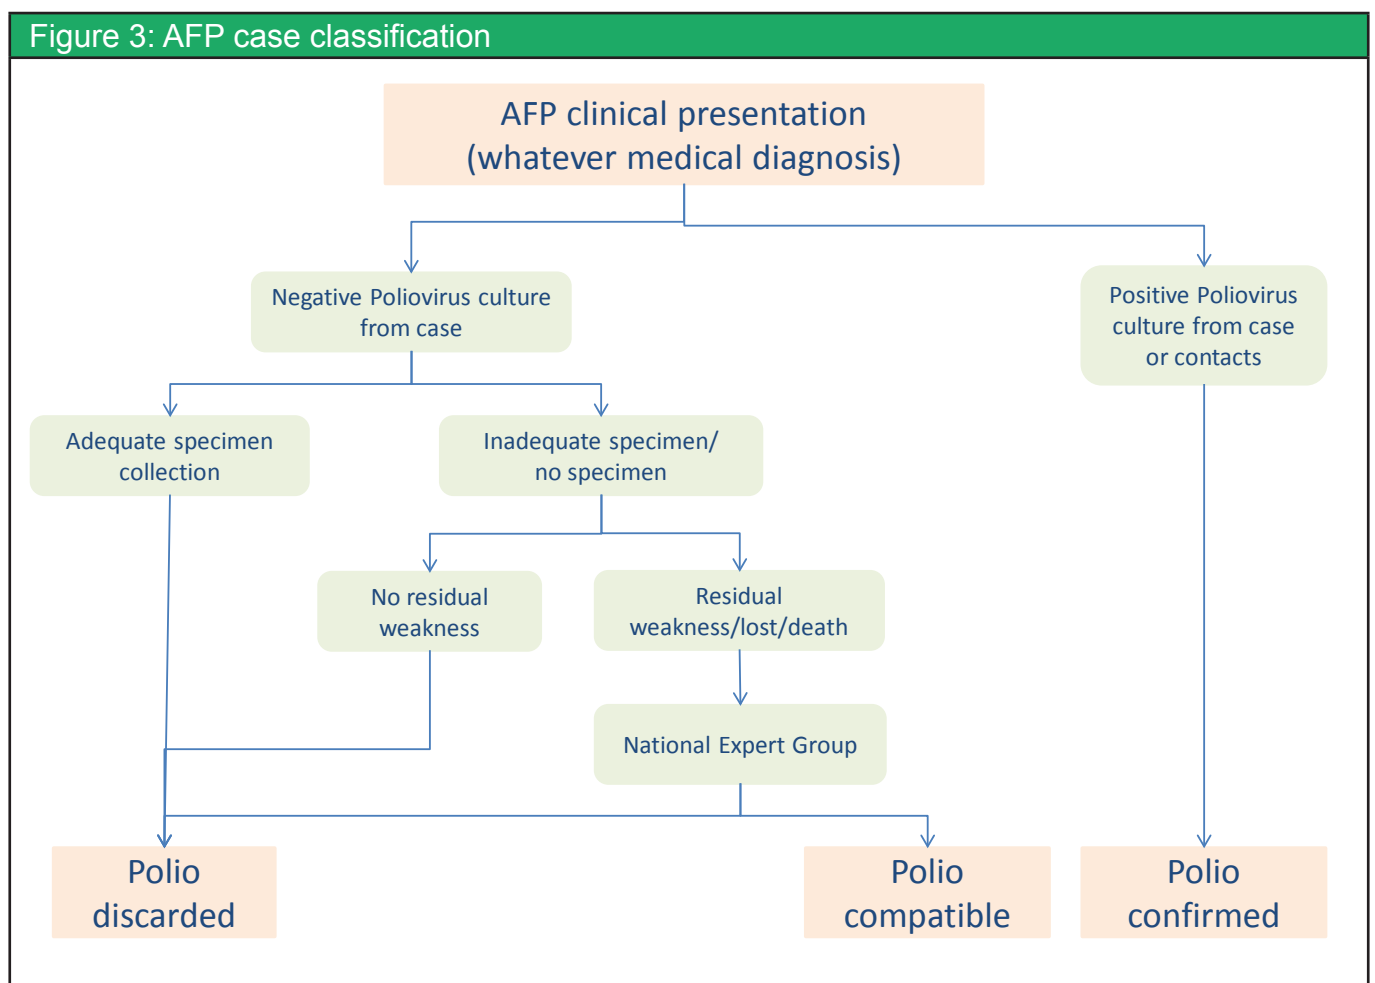 Figure 3: AFP case classification
AFP clinical presentation
(whatever medical diagnosis)
Negative Poliovirus culture
from case
Positive Poliovirus
culture from case
or contacts
Adequate specimen
collection
Inadequate specimen/
no specimen
No residual
weakness
Residual
weakness/lost/death
National Expert Group
Polio
discarded
Polio
compatible
Polio
confirmed